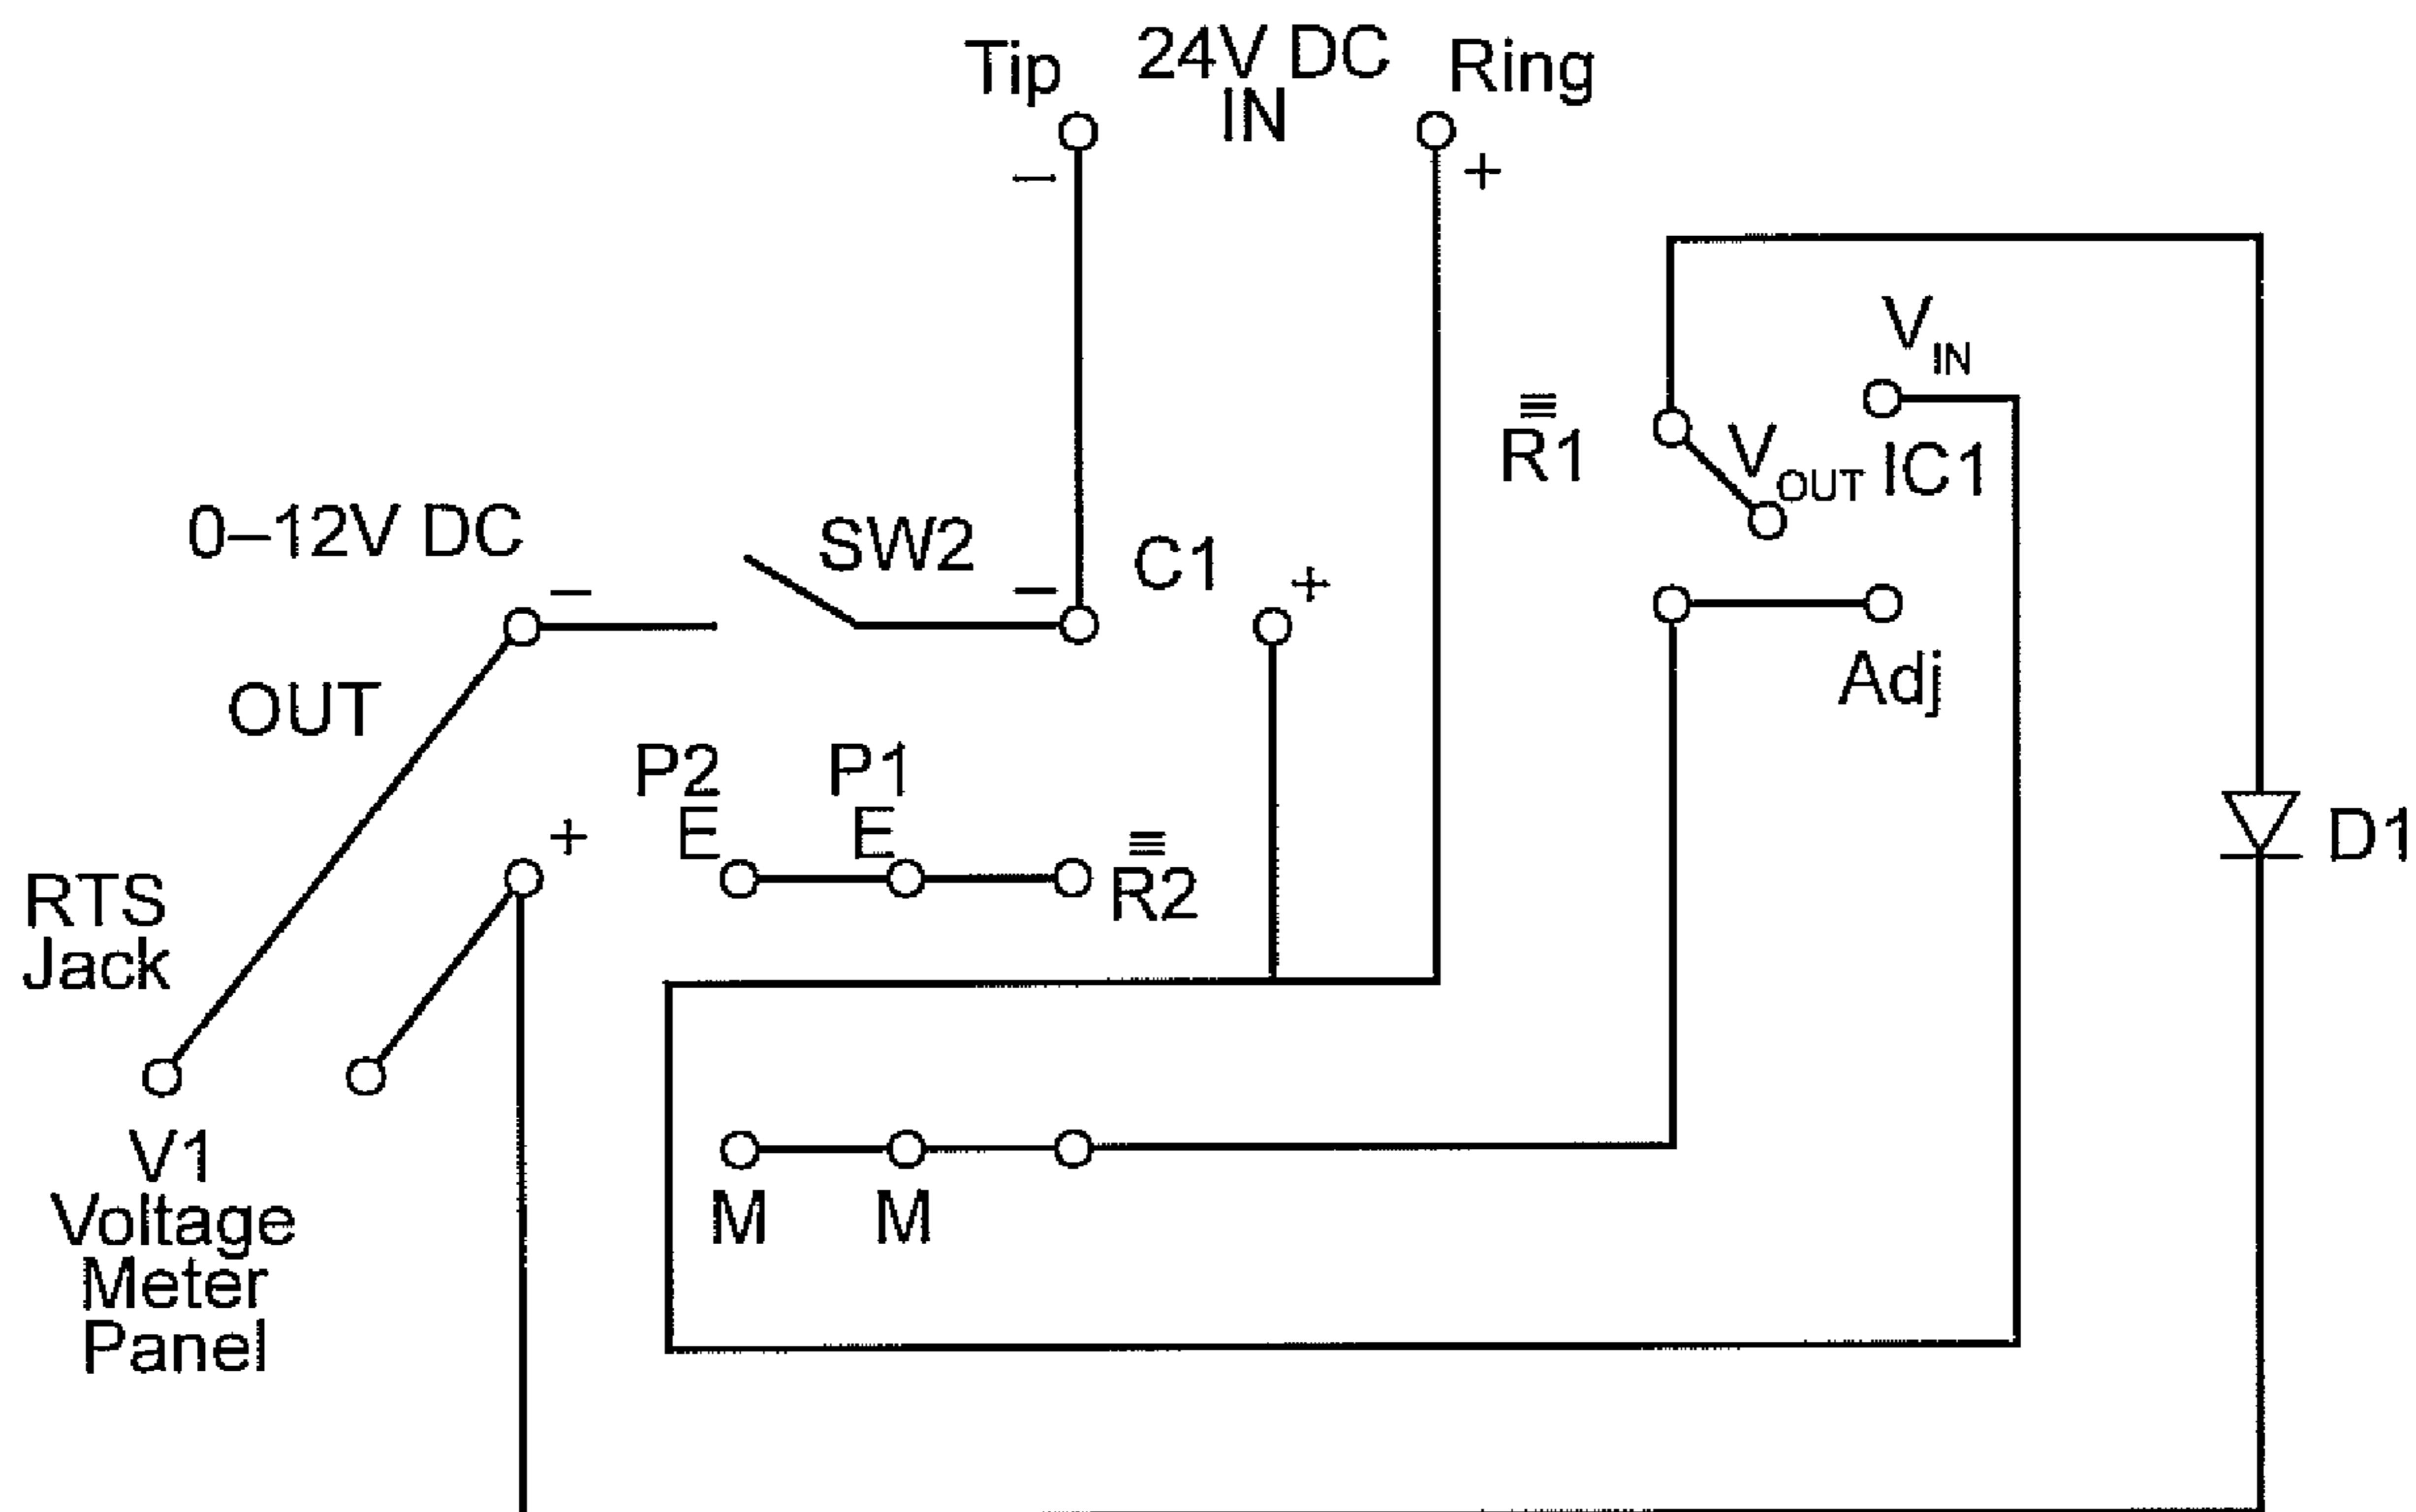 Tip
24V DC
IN
Ring
–
+
V IN
R1
V OUT
IC1
0–12V DC
–
SW2
–
C1
+
OUT
Adj
P2
E
P1
E
+
R2
D1
RTS
Jack
V1
Voltage
Meter
Panel
M
M